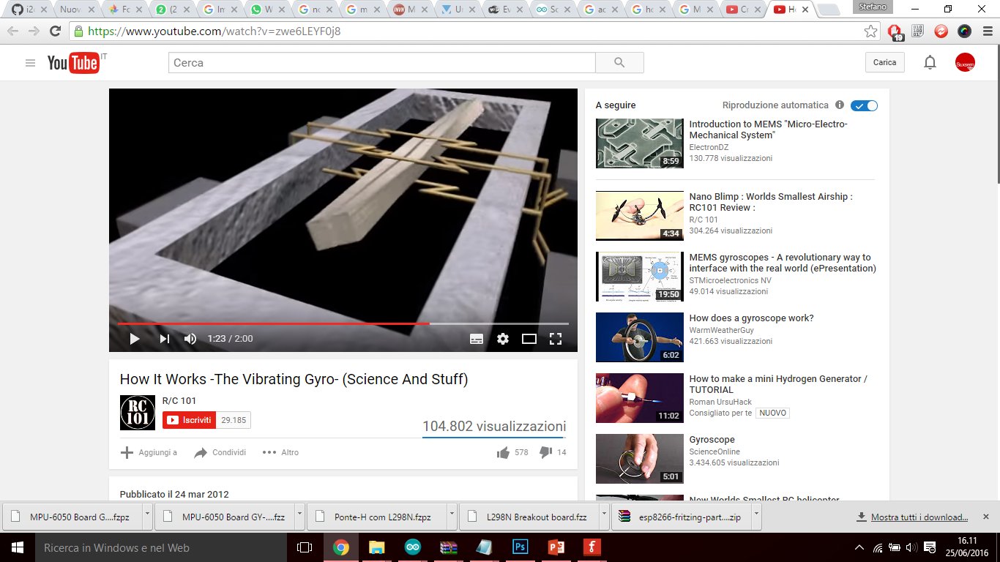 i2
Nuov
Fo
(2
Im
W
no
m
M
Ur
Ev
So
ac
ho
M
Cr
Ho
Stefano
https://www.youtube.com/watch?v=zwe6LEYF0j8
19
YouTube IT
Cerca
Carica
Suxsem
1:23 / 2:00
How It Works -The Vibrating Gyro- (Science And Stuff)
RC 101
R/C 101
Iscriviti 29.185
104.802 visualizzazioni
Aggiungi a Condividi Altro 578 14
Pubblicato il 24 mar 2012
A seguire Riproduzione automatica
Introduction to MEMS "Micro-Electro-
Mechanical System"
ElectronDZ
130.778 visualizzazioni
8:59
Nano Blimp : Worlds Smallest Airship :
RC101 Review :
R/C 101
304.264 visualizzazioni
4:34
MEMS gyroscopes - A revolutionary way to
interface with the real world (ePresentation)
STMicroelectronics NV
49.014 visualizzazioni
19:50
How does a gyroscope work?
WarmWeatherGuy
421.663 visualizzazioni
6:02
How to make a mini Hydrogen Generator /
TUTORIAL
Roman UrsuHack
Consigliato per te NUOVO
11:02
Gyroscope
ScienceOnline
3.434.605 visualizzazioni
5:01
New Worlds Smallest RC helicopter
MPU-6050 Board G....fzpz
MPU-6050 Board GY-....fzz
Ponte-H com L298N.fzpz
L298N Breakout board.fzz
esp8266-fritzing-part....zip
Mostra tutti i download...
Ricerca in Windows e nel Web
16.11
25/06/2016